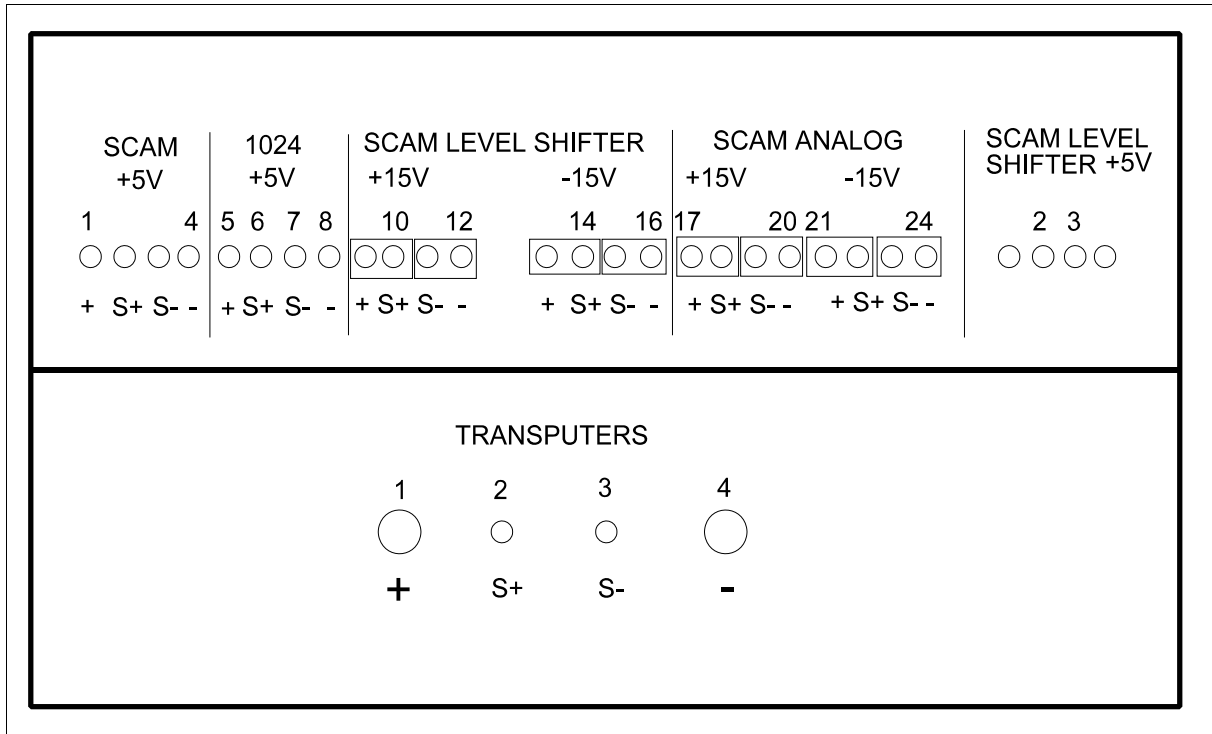 SCAM 1024 SCAM LEVEL SHIFTER SCAM ANALOG SCAM LEVEL
SHIFTER +5V
+5V +5V +15V -15V +15V -15V
1 4 5 6 7 8 10 12 14 16 17 20 21 24 2 3
+ S+ S- - + S+ S- - + S+ S- - + S+ S- - + S+ S- - + S+ S- -
TRANSPUTERS
1 2 3 4
+ S+ S- -